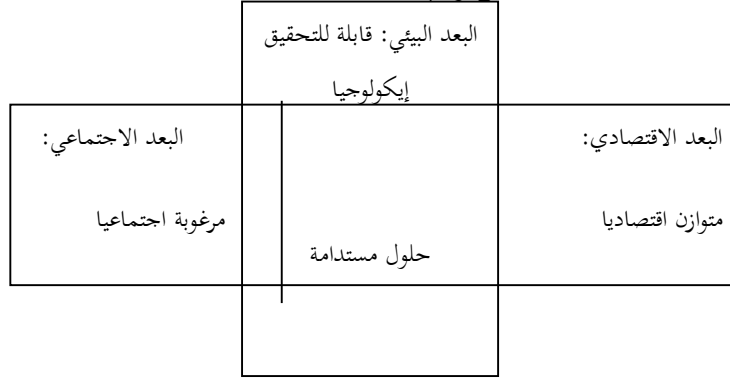 البعد البيئي: قابلة للتحقيق
إيكولوجيا
البعد الاقتصادي:
متوازن اقتصاديا
حلول مستدامة
البعد الاجتماعي:
مرغوبة اجتماعيا